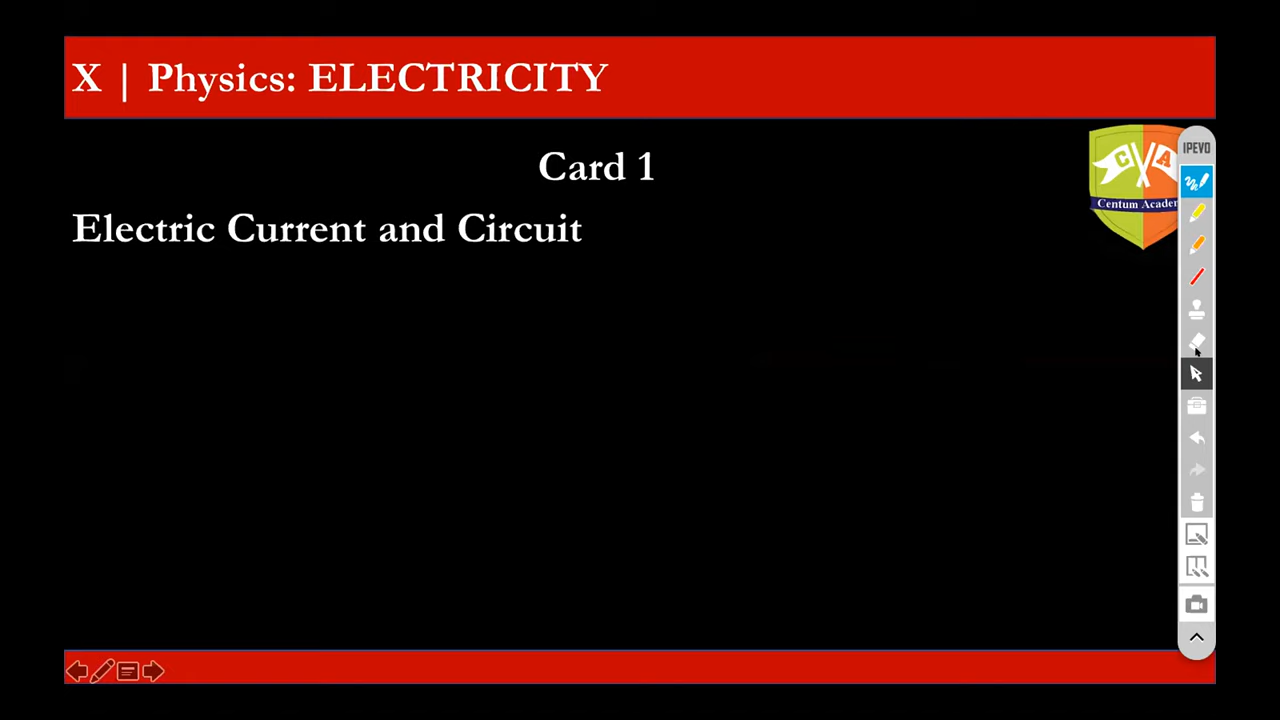 X | Physics: ELECTRICITY
Card 1
IPEVO
C A
Centum Academ
Electric Current and Circuit